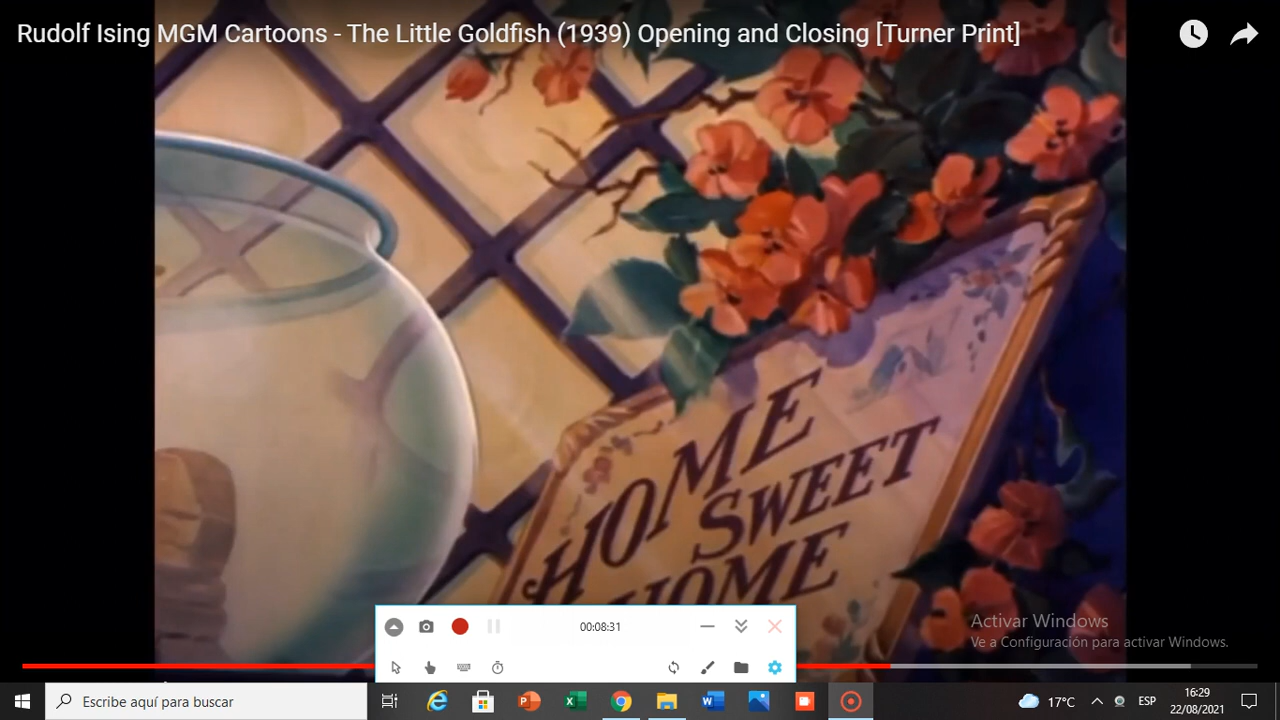 Rudolf Ising MGM Cartoons - The Little Goldfish (1939) Opening and Closing [Turner Print]
HOME
SWEET
HOME
00:08:31
Activar Windows
Ve a Configuración para activar Windows.
Escribe aquí para buscar
17°C
ESP
16:29
22/08/2021